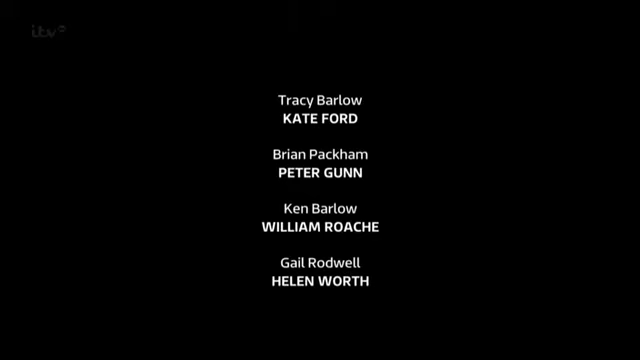 itv
Tracy Barlow
KATE FORD
Brian Packham
PETER GUNN
Ken Barlow
WILLIAM ROACHE
Gail Rodwell
HELEN WORTH